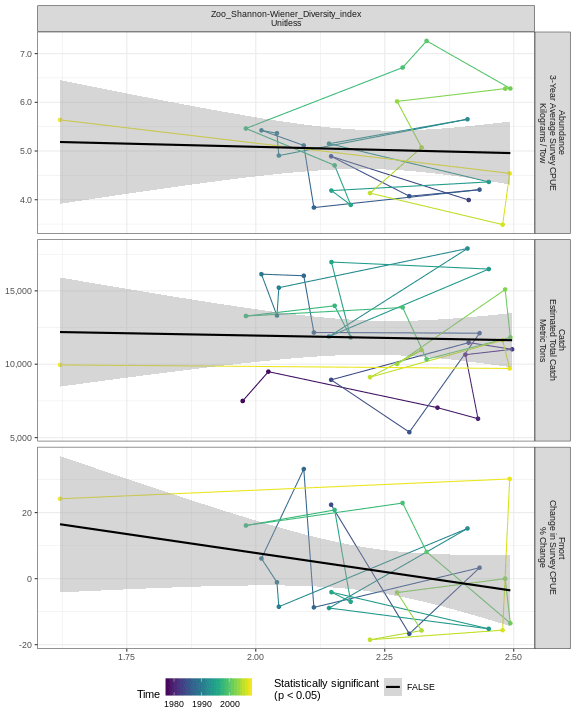 Zoo_Shannon-Wiener_Diversity_index
Unitless
7.0
6.0
5.0
4.0
Abundance
3-Year Average Survey CPUE
Kilograms / Tow
15,000
10,000
5,000
Catch
Estimated Total Catch
Metric Tons
20
0
-20
Fmort
Change in Survey CPUE
% Change
1.75
2.00
2.25
2.50
Time
1980 1990 2000
Statistically significant
(p < 0.05)
FALSE